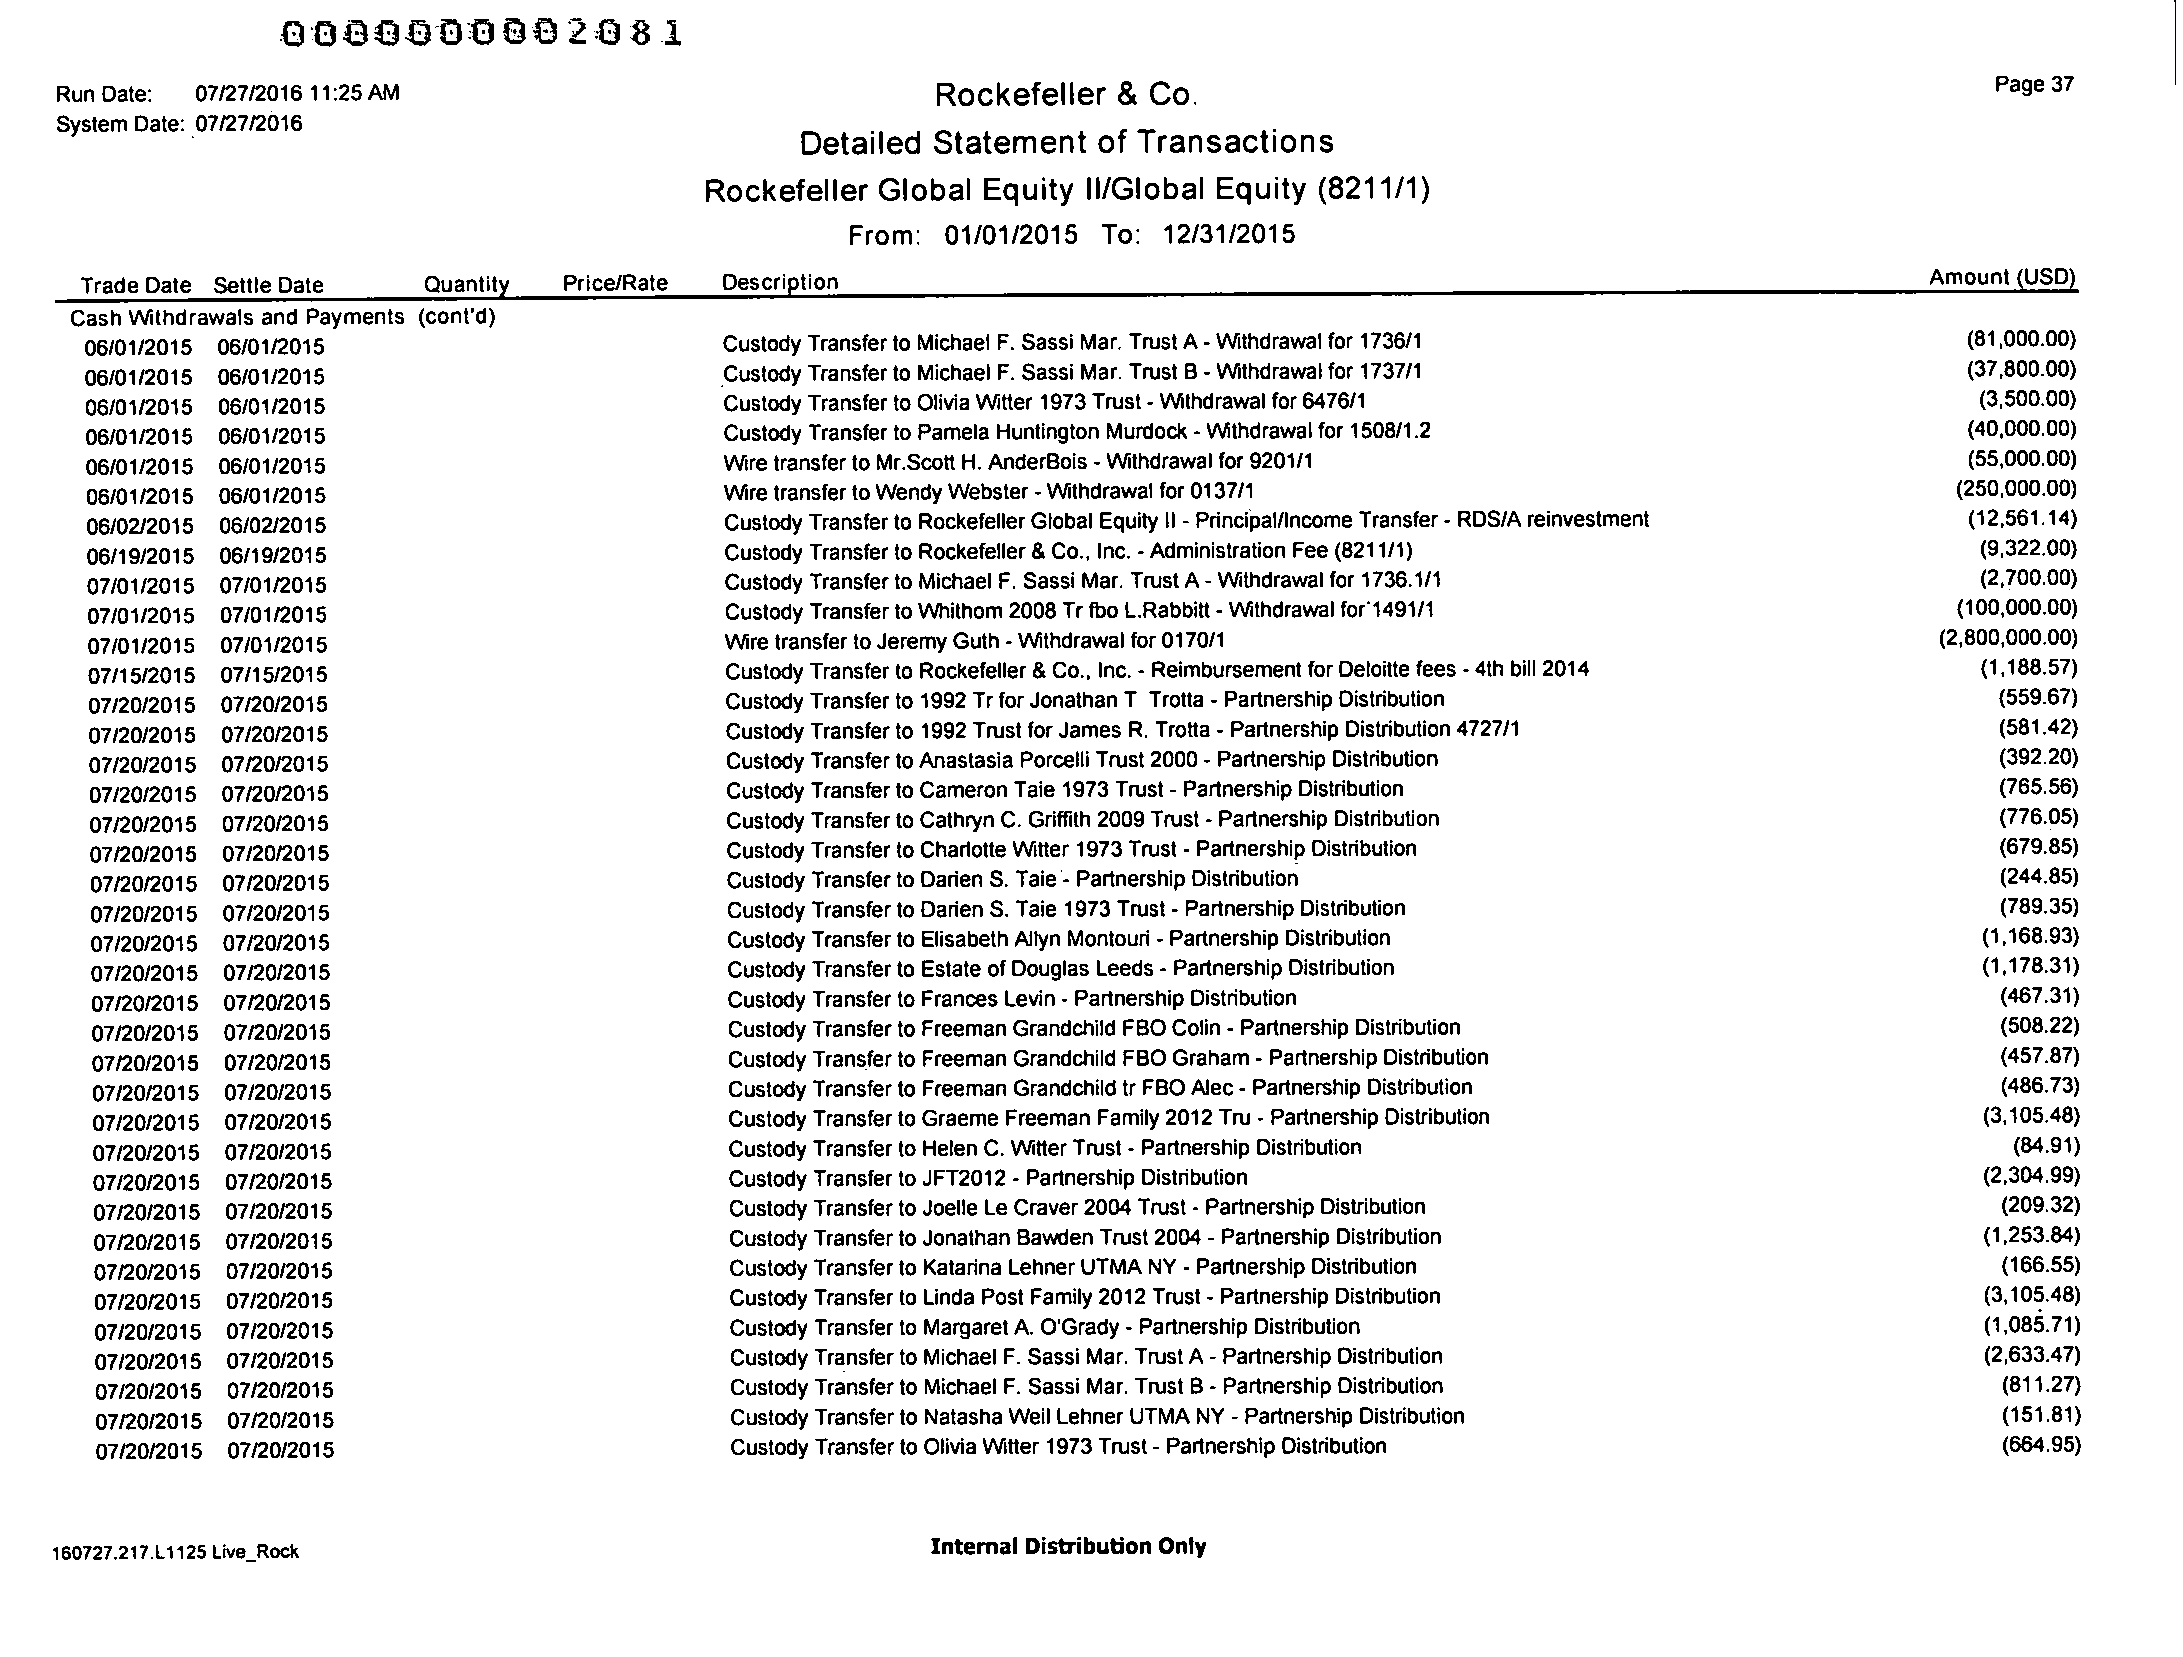 000000002081
Run Date: 07/27/2016 11:25 AM
System Date: 07/27/2016
Rockefeller & Co.
Page 37
Detailed Statement of Transactions
Rockefeller Global Equity II/Global Equity (8211/1)
From: 01/01/2015 To: 12/31/2015
Trade Date Settle Date Quantity Price/Rate Description Amount (USD)
Cash Withdrawals and Payments (cont'd)
06/01/2015 06/01/2015 Custody Transfer to Michael F. Sassi Mar. Trust A - Withdrawal for 1736/1 (81,000.00)
06/01/2015 06/01/2015 Custody Transfer to Michael F. Sassi Mar. Trust B - Withdrawal for 1737/1 (37,800.00)
06/01/2015 06/01/2015 Custody Transfer to Olivia Witter 1973 Trust - Withdrawal for 6476/1 (3,500.00)
06/01/2015 06/01/2015 Custody Transfer to Pamela Huntington Murdock - Withdrawal for 1508/1.2 (40,000.00)
06/01/2015 06/01/2015 Wire transfer to Mr.Scott H. AnderBois - Withdrawal for 9201/1 (55,000.00)
06/01/2015 06/01/2015 Wire transfer to Wendy Webster - Withdrawal for 0137/1 (250,000.00)
06/02/2015 06/02/2015 Custody Transfer to Rockefeller Global Equity II - Principal/Income Transfer - RDS/A reinvestment (12,561.14)
06/19/2015 06/19/2015 Custody Transfer to Rockefeller & Co., Inc. - Administration Fee (8211/1) (9,322.00)
07/01/2015 07/01/2015 Custody Transfer to Michael F. Sassi Mar. Trust A - Withdrawal for 1736.1/1 (2,700.00)
07/01/2015 07/01/2015 Custody Transfer to Whithom 2008 Tr fbo L.Rabbitt - Withdrawal for 1491/1 (100,000.00)
07/01/2015 07/01/2015 Wire transfer to Jeremy Guth - Withdrawal for 0170/1 (2,800,000.00)
07/15/2015 07/15/2015 Custody Transfer to Rockefeller & Co., Inc. - Reimbursement for Deloitte fees - 4th bill 2014 (1,188.57)
07/20/2015 07/20/2015 Custody Transfer to 1992 Tr for Jonathan T Trotta - Partnership Distribution (559.67)
07/20/2015 07/20/2015 Custody Transfer to 1992 Trust for James R. Trotta - Partnership Distribution 4727/1 (581.42)
07/20/2015 07/20/2015 Custody Transfer to Anastasia Porcelli Trust 2000 - Partnership Distribution (392.20)
07/20/2015 07/20/2015 Custody Transfer to Cameron Taie 1973 Trust - Partnership Distribution (765.56)
07/20/2015 07/20/2015 Custody Transfer to Cathryn C. Griffith 2009 Trust - Partnership Distribution (776.05)
07/20/2015 07/20/2015 Custody Transfer to Charlotte Witter 1973 Trust - Partnership Distribution (679.85)
07/20/2015 07/20/2015 Custody Transfer to Darien S. Taie - Partnership Distribution (244.85)
07/20/2015 07/20/2015 Custody Transfer to Darien S. Taie 1973 Trust - Partnership Distribution (789.35)
07/20/2015 07/20/2015 Custody Transfer to Elisabeth Allyn Montouri - Partnership Distribution (1,168.93)
07/20/2015 07/20/2015 Custody Transfer to Estate of Douglas Leeds - Partnership Distribution (1,178.31)
07/20/2015 07/20/2015 Custody Transfer to Frances Levin - Partnership Distribution (467.31)
07/20/2015 07/20/2015 Custody Transfer to Freeman Grandchild FBO Colin - Partnership Distribution (508.22)
07/20/2015 07/20/2015 Custody Transfer to Freeman Grandchild FBO Graham - Partnership Distribution (457.87)
07/20/2015 07/20/2015 Custody Transfer to Freeman Grandchild tr FBO Alec - Partnership Distribution (486.73)
07/20/2015 07/20/2015 Custody Transfer to Graeme Freeman Family 2012 Tru - Partnership Distribution (3,105.48)
07/20/2015 07/20/2015 Custody Transfer to Helen C. Witter Trust - Partnership Distribution (84.91)
07/20/2015 07/20/2015 Custody Transfer to JFT2012 - Partnership Distribution (2,304.99)
07/20/2015 07/20/2015 Custody Transfer to Joelle Le Craver 2004 Trust - Partnership Distribution (209.32)
07/20/2015 07/20/2015 Custody Transfer to Jonathan Bawden Trust 2004 - Partnership Distribution (1,253.84)
07/20/2015 07/20/2015 Custody Transfer to Katarina Lehner UTMA NY - Partnership Distribution (166.55)
07/20/2015 07/20/2015 Custody Transfer to Linda Post Family 2012 Trust - Partnership Distribution (3,105.48)
07/20/2015 07/20/2015 Custody Transfer to Margaret A. O'Grady - Partnership Distribution (1,085.71)
07/20/2015 07/20/2015 Custody Transfer to Michael F. Sassi Mar. Trust A - Partnership Distribution (2,633.47)
07/20/2015 07/20/2015 Custody Transfer to Michael F. Sassi Mar. Trust B - Partnership Distribution (811.27)
07/20/2015 07/20/2015 Custody Transfer to Natasha Weil Lehner UTMA NY - Partnership Distribution (151.81)
07/20/2015 07/20/2015 Custody Transfer to Olivia Witter 1973 Trust - Partnership Distribution (664.95)
160727.217.L1125 Live_Rock
Internal Distribution Only